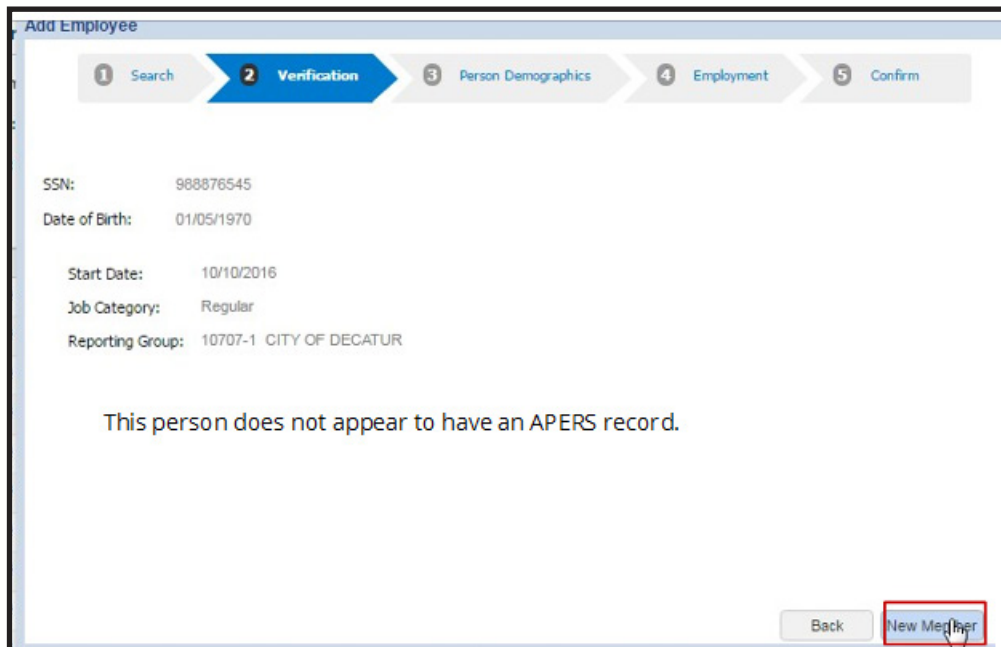 Add Employee
1 Search 2 Verification 3 Person Demographics 4 Employment 5 Confirm
SSN: 988876545
Date of Birth: 01/05/1970
Start Date: 10/10/2016
Job Category: Regular
Reporting Group: 10707-1 CITY OF DECATUR
This person does not appear to have an APERS record.
Back New Member